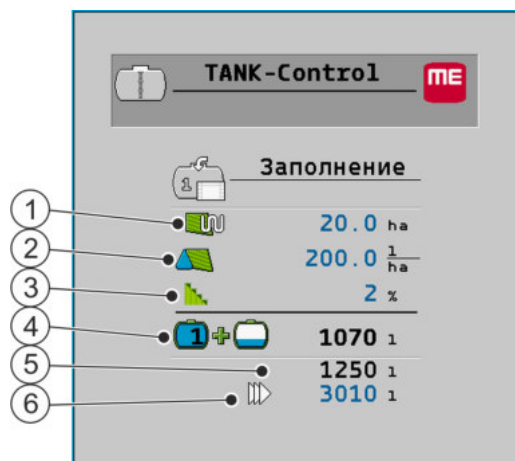 TANK-Control
ME
1
Заполнение
1 20.0 ha
2 200.0 l/ha
3 2 %
4 1 + 1070 l
5 1250 l
6 3010 l